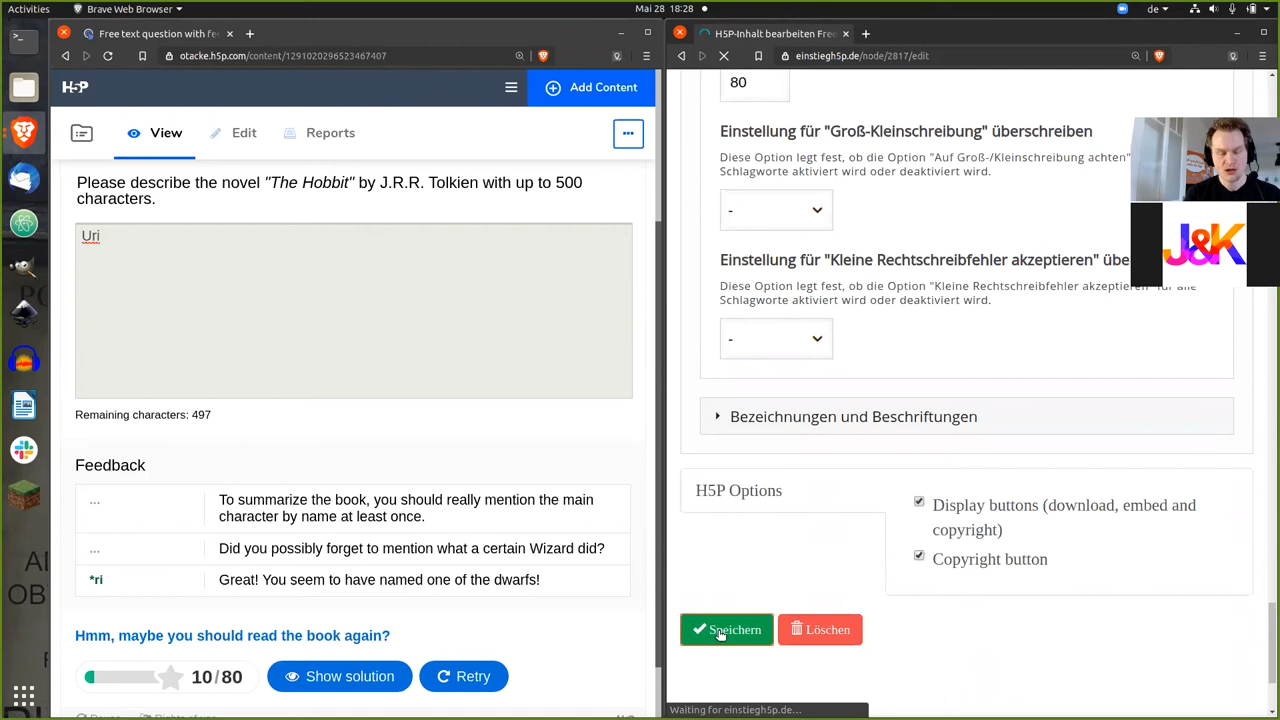 Activities
Brave Web Browser
Mai 28 18:28
de
Free text question with fe
otacke.h5p.com/content/1291020296523467407
H-P
Add Content
View
Edit
Reports
Please describe the novel "The Hobbit" by J.R.R. Tolkien with up to 500
characters.
Uri
Remaining characters: 497
Feedback
...
To summarize the book, you should really mention the main
character by name at least once.
...
Did you possibly forget to mention what a certain Wizard did?
*ri
Great! You seem to have named one of the dwarfs!
Hmm, maybe you should read the book again?
10/80
Show solution
Retry
H5P-Inhalt bearbeiten Free
einstiegh5p.de/node/2817/edit
80
Einstellung für "Groß-Kleinschreibung" überschreiben
Diese Option legt fest, ob die Option "Auf Groß-/Kleinschreibung achten"
Schlagworte aktiviert wird oder deaktiviert wird.
-
Einstellung für "Kleine Rechtschreibfehler akzeptieren" übe
Diese Option legt fest, ob die Option "Kleine Rechtschreibfehler akzeptieren" für alle
Schlagworte aktiviert wird oder deaktiviert wird.
-
Bezeichnungen und Beschriftungen
H5P Options
Display buttons (download, embed and
copyright)
Copyright button
Speichern
Löschen
Waiting for einstiegh5p.de...
J&K